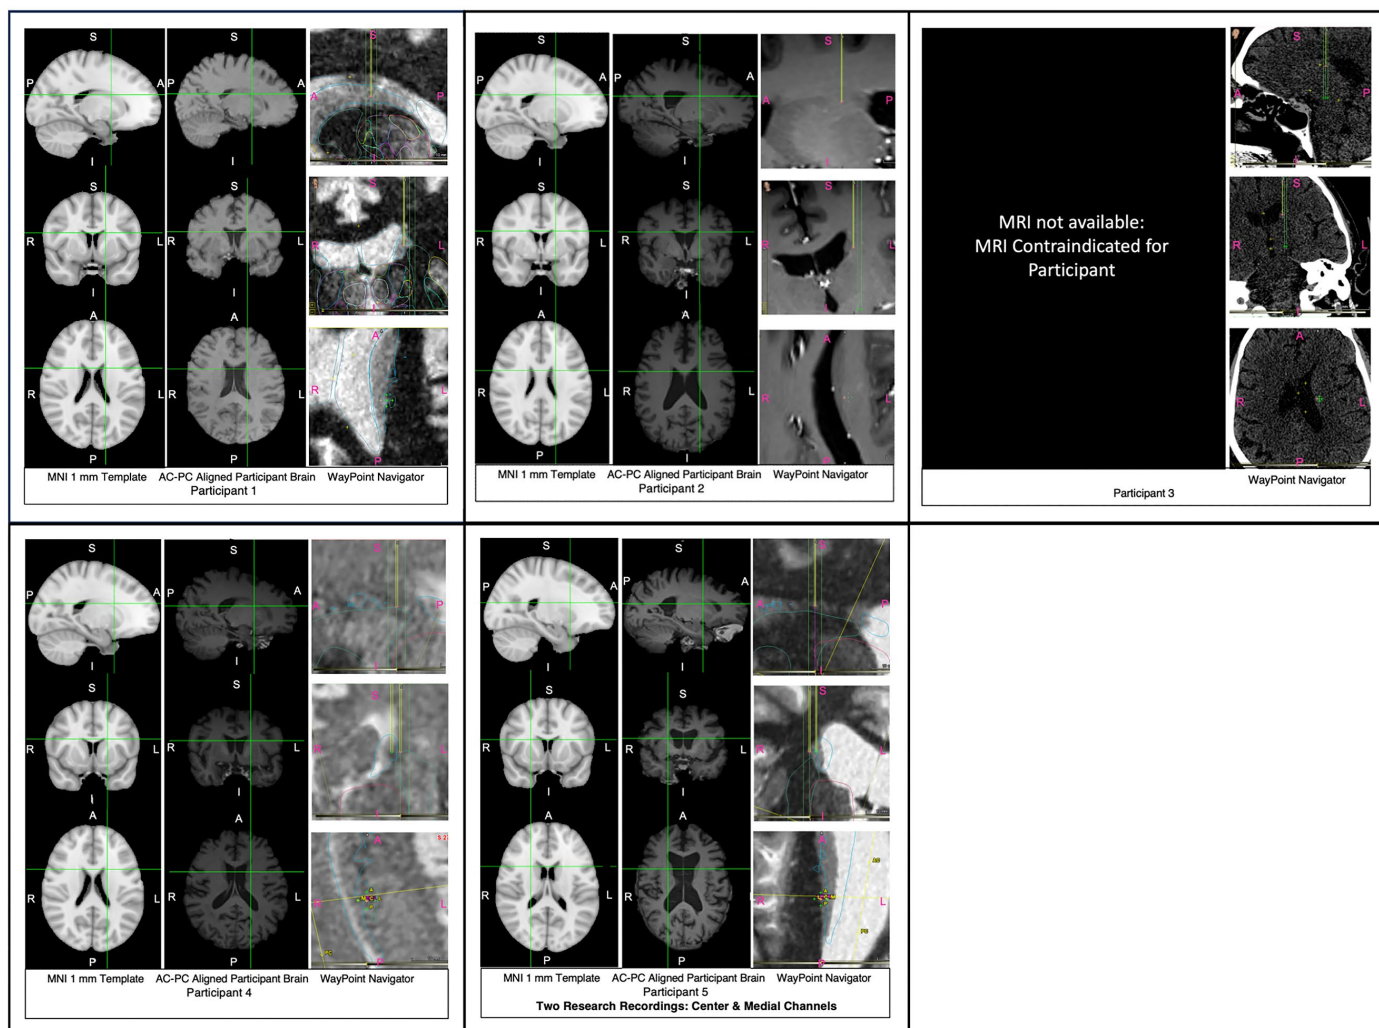 S
S
S
P
A
P
A
A
P
I
I
I
S
S
S
R
L
R
L
R
L
I
I
I
A
A
A
R
L
R
L
R
L
P
P
P
MNI 1 mm Template AC-PC Aligned Participant Brain WayPoint Navigator
Participant 1
S
S
S
P
A
P
A
A
P
I
I
I
S
S
S
R
L
R
L
R
L
I
I
A
A
A
R
L
R
L
R
L
P
I
MNI 1 mm Template AC-PC Aligned Participant Brain WayPoint Navigator
Participant 2
MRI not available:
MRI Contraindicated for
Participant
S
A
P
S
R
L
A
R
L
P
WayPoint Navigator
Participant 3
S
S
S
P
A
P
A
A
P
I
I
I
S
S
S
R
L
R
L
R
L
I
I
I
A
A
A
R
L
R
L
R
L
P
P
P
MNI 1 mm Template AC-PC Aligned Participant Brain WayPoint Navigator
Participant 4
S
S
S
P
A
P
A
A
P
I
I
I
S
S
S
R
L
R
L
R
L
I
I
I
A
A
A
AC
R
L
R
L
R
L
PC
P
P
P
MNI 1 mm Template AC-PC Aligned Participant Brain WayPoint Navigator
Participant 5
Two Research Recordings: Center & Medial Channels